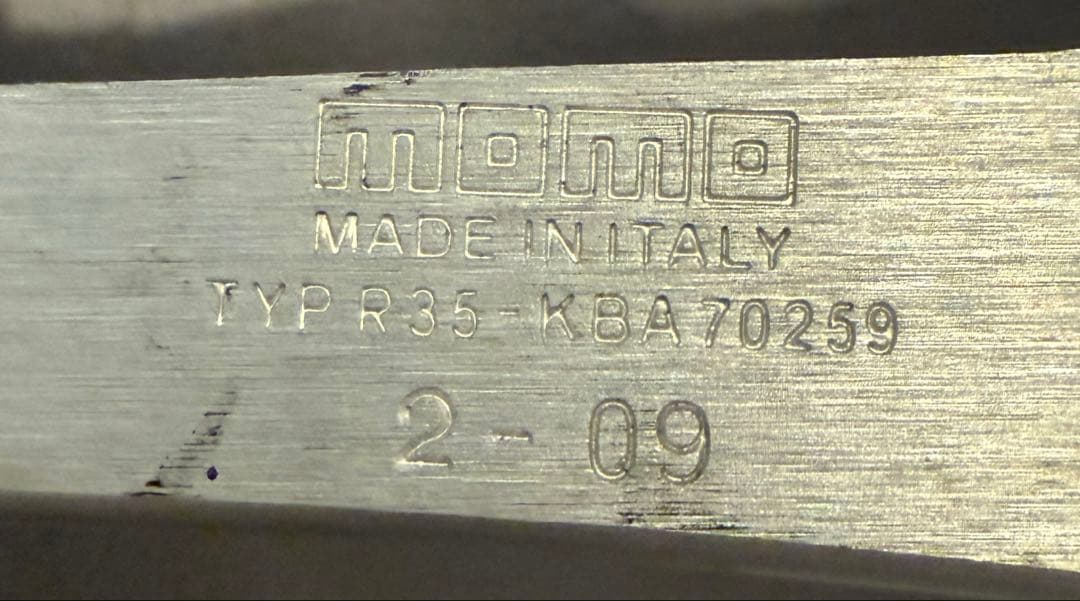 momo
MADE IN ITALY
TYP R35-KBA 70259
2-09